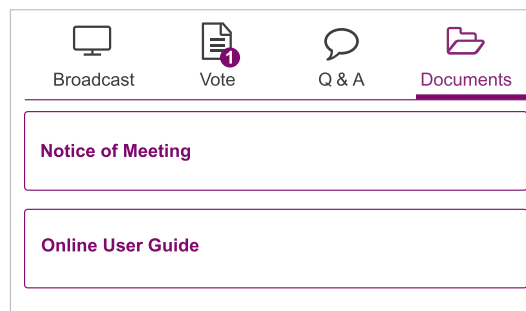 1
Broadcast Vote Q & A Documents
Notice of Meeting
Online User Guide